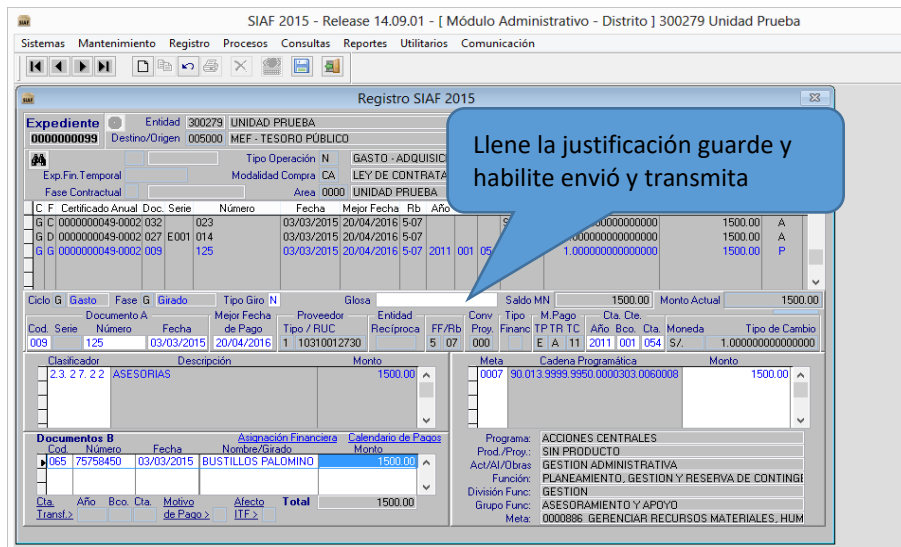 SIAF 2015 - Release 14.09.01 - [ Módulo Administrativo - Distrito ] 300279 Unidad Prueba
Sistemas Mantenimiento Registro Procesos Consultas Reportes Utilitarios Comunicación
Registro SIAF 2015
Expediente Entidad 300279 UNIDAD PRUEBA
0000000099 Destino/Origen 005000 MEF - TESORO PÚBLICO
Tipo Operación N GASTO - ADQUISIC
Exp.Fin.Temporal Modalidad Compra CA LEY DE CONTRATA
Fase Contractual Area 0000 UNIDAD PRUEBA
Llene la justificación guarde y
habilite envió y transmita
C F Certificado Anual Doc. Serie Número Fecha Mejor Fecha Rb Año
G C 0000000049-0002 032 023 03/03/2015 20/04/2016 5-07 1500.00 A
G D 0000000049-0002 027 E001 014 03/03/2015 20/04/2016 5-07 1500.00 A
G G 0000000049-0002 009 125 03/03/2015 20/04/2016 5-07 2011 001 1.000000000000000 1500.00 P
Ciclo G Gasto Fase G Girado Tipo Giro N Glosa Saldo MN 1500.00 Monto Actual 1500.00
Documento A Mejor Fecha Proveedor Entidad Conv Tipo M.Pago Cta. Cte.
Cod. Serie Número Fecha de Pago Tipo / RUC Recíproca FF/Rb Proy. Financ TP TR TC Año Bco. Cta. Moneda Tipo de Cambio
009 125 03/03/2015 20/04/2016 1 10310012730 5 07 000 E A 11 2011 001 054 S/. 1.000000000000000
Clasificador Descripción Monto Meta Cadena Programática Monto
2.3. 2 7. 2 2 ASESORIAS 1500.00 0007 90.013.9999.9950.0000303.0060008 1500.00
Documentos B Asignación Financiera Calendario de Pagos
Cod. Número Fecha Nombre/Girado Monto
065 75758450 03/03/2015 BUSTILLOS PALOMINO 1500.00
Cta. Año Bco. Cta. Motivo Afecto Total 1500.00
Transf.> de Pago > ITF >
Programa: ACCIONES CENTRALES
Prod./Proy.: SIN PRODUCTO
Act/AI/Obras GESTION ADMINISTRATIVA
Función: PLANEAMIENTO, GESTION Y RESERVA DE CONTINGE
División Func: GESTION
Grupo Func: ASESORAMIENTO Y APOYO
Meta: 0000886 GERENCIAR RECURSOS MATERIALES, HUM